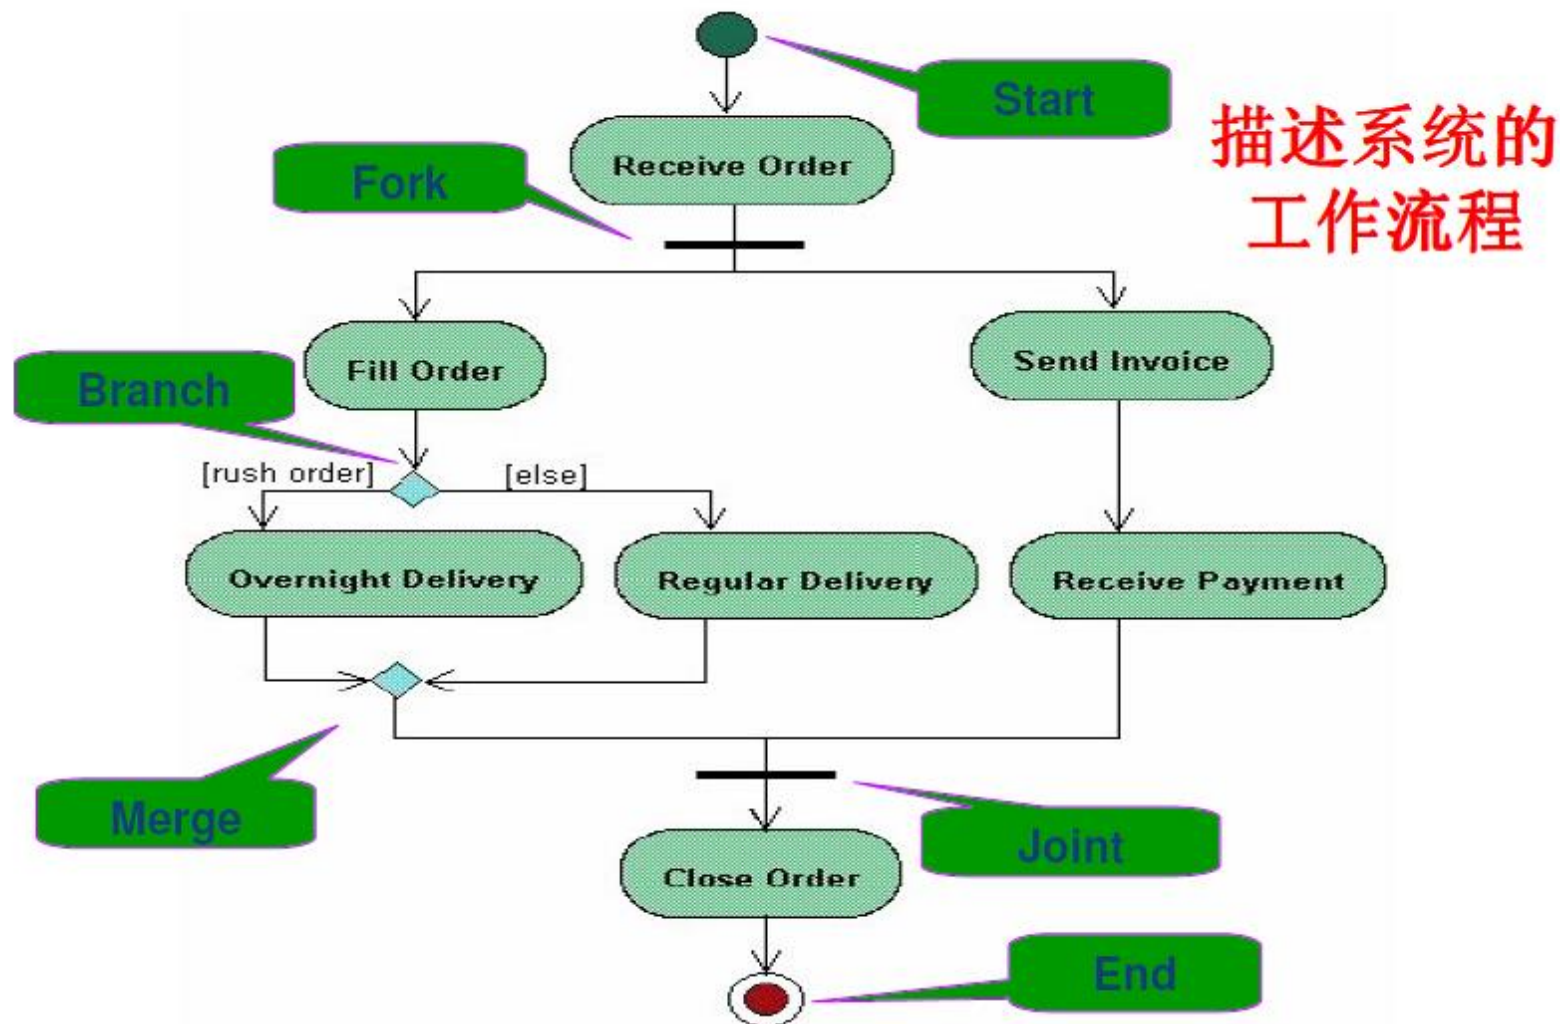 Start
描述系统的
工作流程
Receive Order
Fork
Fill Order
Send Invoice
Branch
[rush order]
[else]
Overnight Delivery
Regular Delivery
Receive Payment
Merge
Joint
Close Order
End